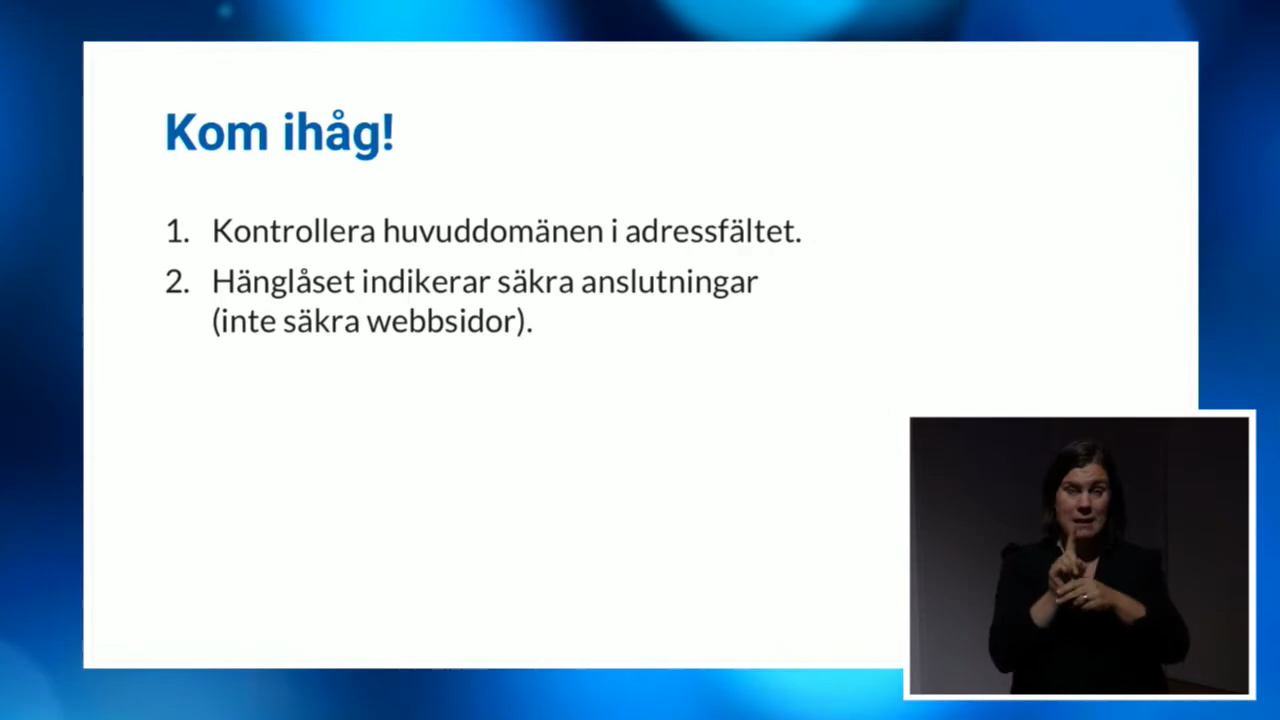 Kom ihåg!
1. Kontrollera huvuddomänen i adressfältet.
2. Hänglåset indikerar säkra anslutningar
(inte säkra webbsidor).